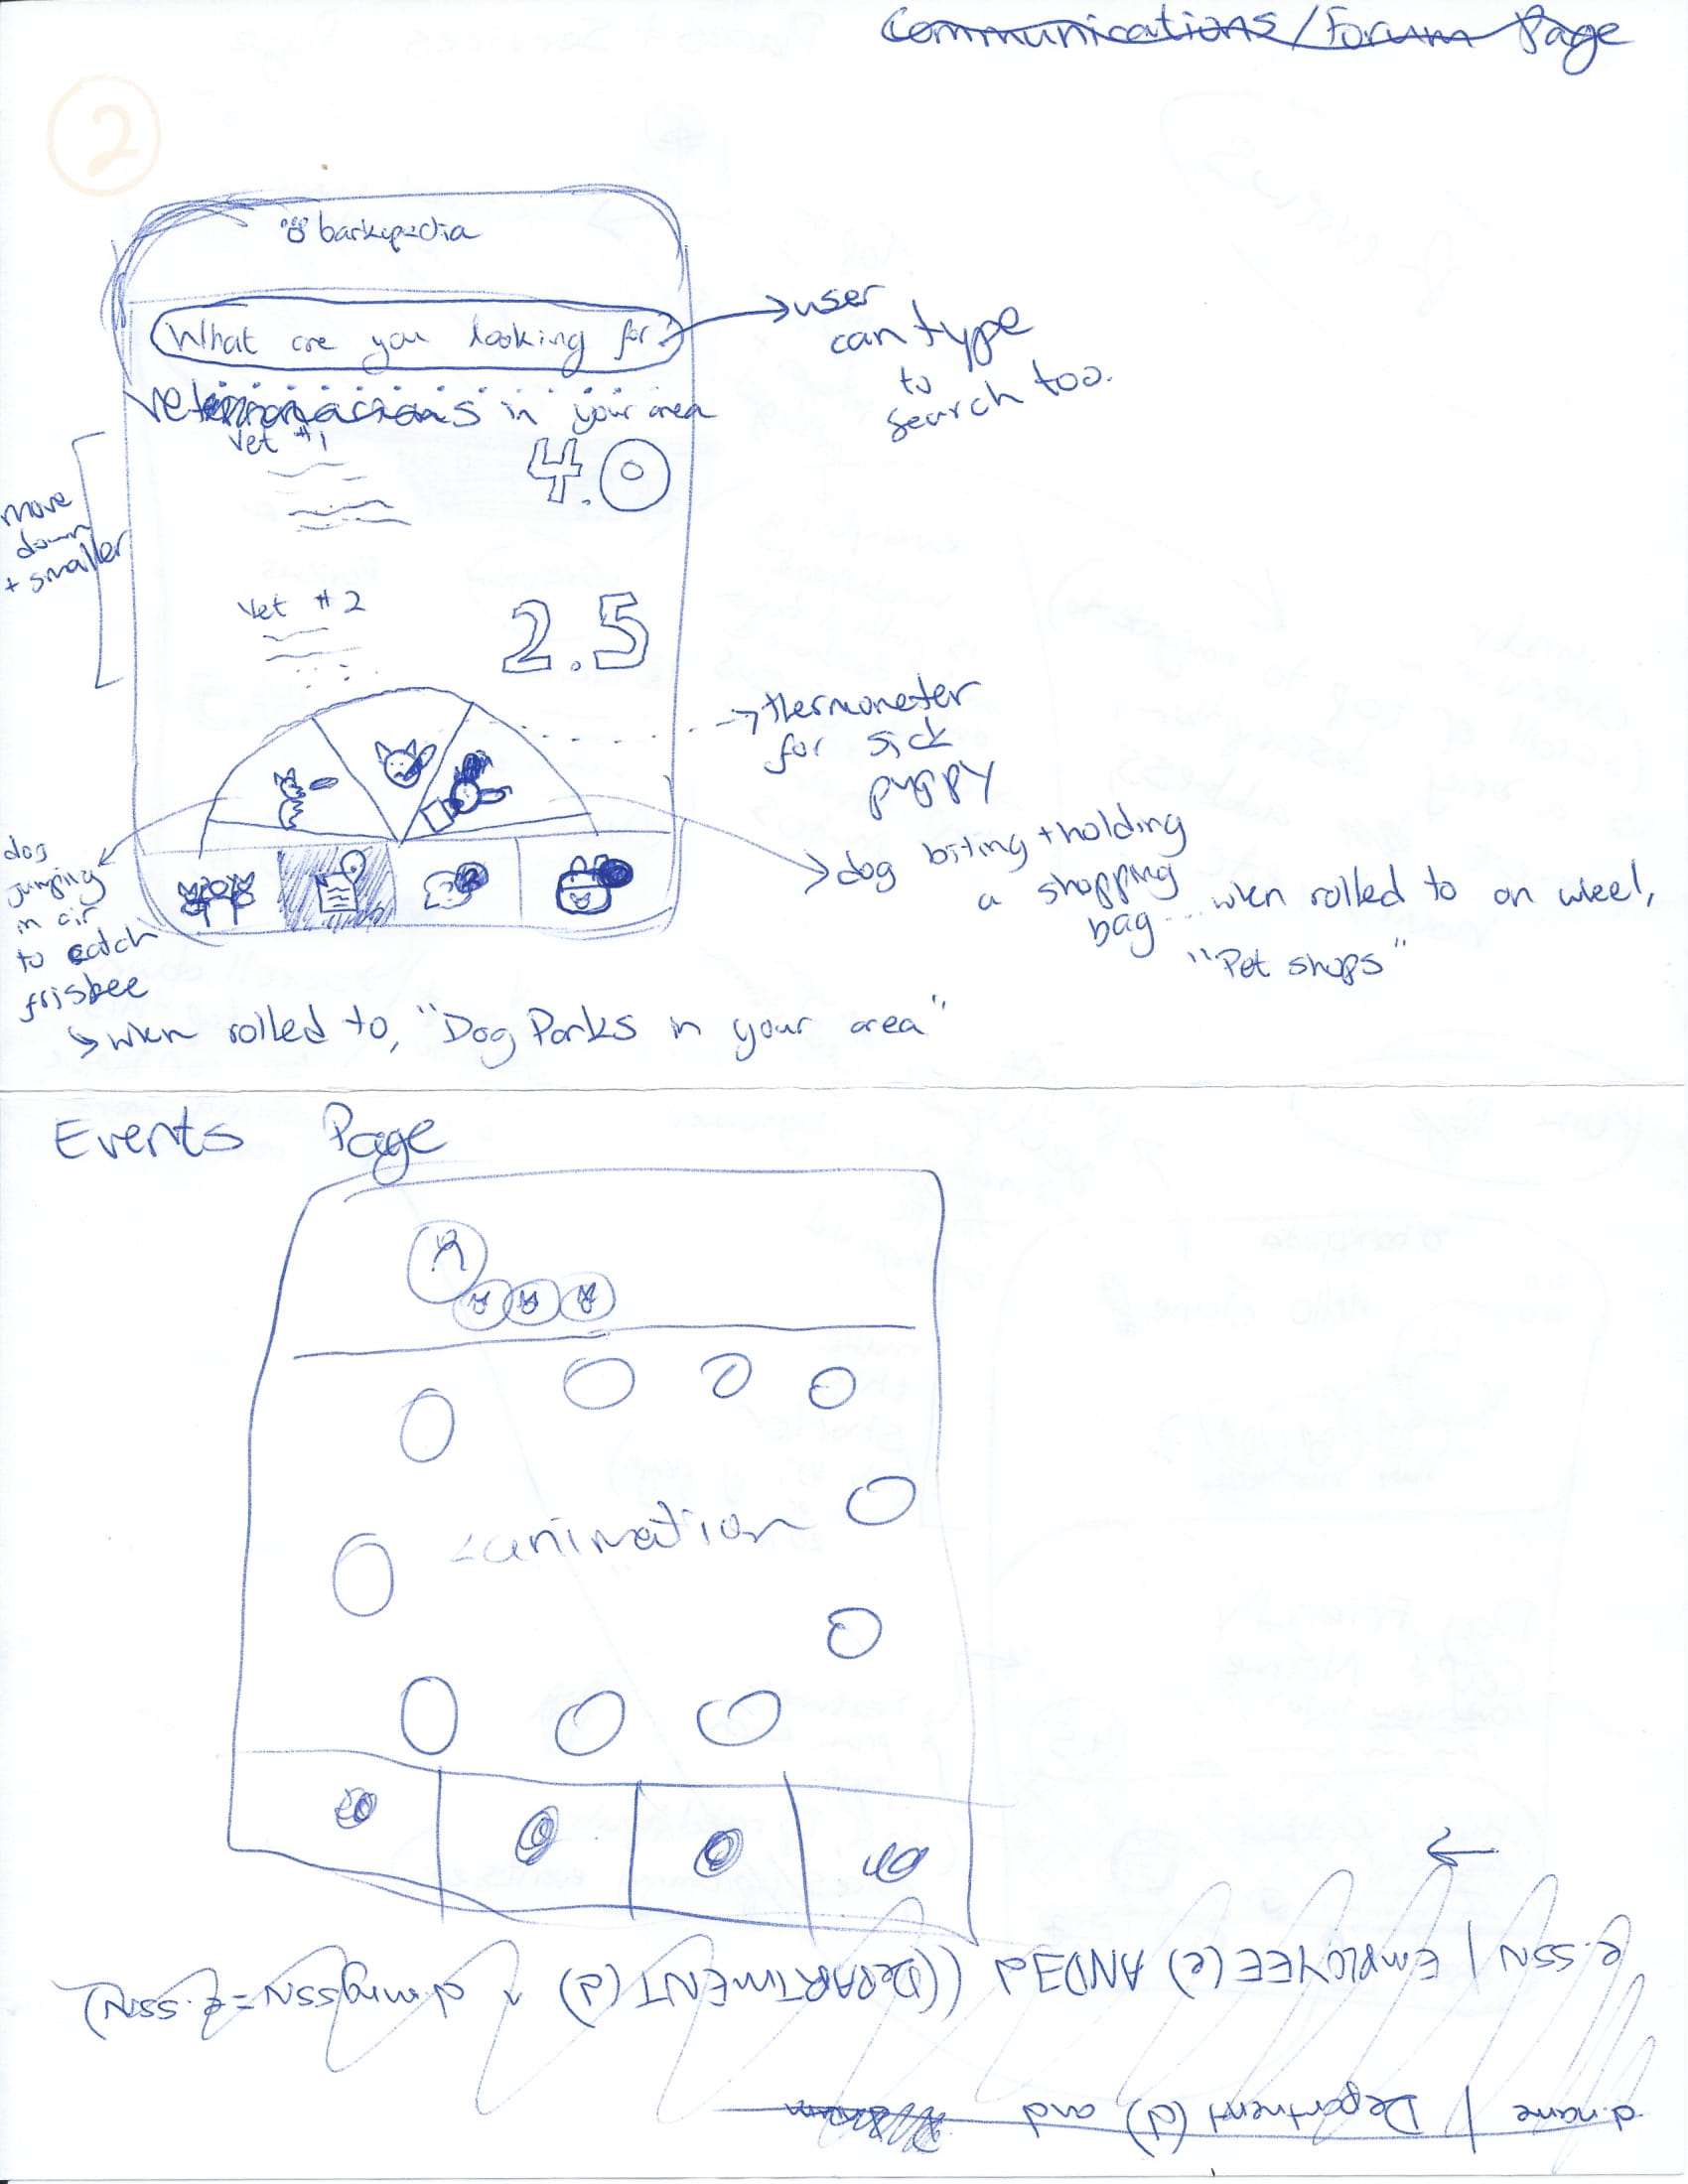 Communications/Forum Page
2
barkepedia
What are you looking for?
user
can type
to
search too.
Veterinarians in your area
Vet #1
4.0
move
down
+ smaller
Vet #2
2.5
thermometer
for sick
puppy
dog biting + holding
a shopping
bag
when rolled to on wheel,
"Pet shops"
dog
jumping
in air
to catch
frisbee
when rolled to, "Dog Parks in your area"
Events Page
animation
e.SSN | EMPLOYEE(e) AND∃d ((DEPARTMENT(d) ^ d.mgrssn=e.SSN)
d.name | Department(d) and